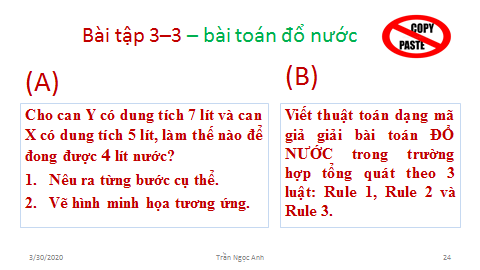 Bài tập 3–3 – bài toán đổ nước
COPY
PASTE
(A)
Cho can Y có dung tích 7 lít và can
X có dung tích 5 lít, làm thế nào để
đong được 4 lít nước?
1. Nêu ra từng bước cụ thể.
2. Vẽ hình minh họa tương ứng.
(B)
Viết thuật toán dạng mã
giả giải bài toán ĐỔ
NƯỚC trong trường
hợp tổng quát theo 3
luật: Rule 1, Rule 2 và
Rule 3.
3/30/2020
Trần Ngọc Anh
24